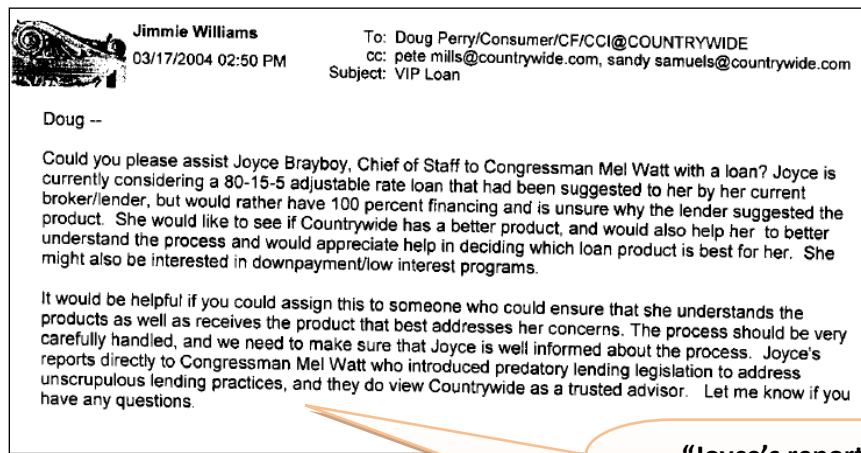 Jimmie Williams
03/17/2004 02:50 PM
To: Doug Perry/Consumer/CF/CCI@COUNTRYWIDE
cc: pete mills@countrywide.com, sandy samuels@countrywide.com
Subject: VIP Loan
Doug --
Could you please assist Joyce Brayboy, Chief of Staff to Congressman Mel Watt with a loan? Joyce is
currently considering a 80-15-5 adjustable rate loan that had been suggested to her by her current
broker/lender, but would rather have 100 percent financing and is unsure why the lender suggested the
product. She would like to see if Countrywide has a better product, and would also help her to better
understand the process and would appreciate help in deciding which loan product is best for her. She
might also be interested in downpayment/low interest programs.
It would be helpful if you could assign this to someone who could ensure that she understands the
products as well as receives the product that best addresses her concerns. The process should be very
carefully handled, and we need to make sure that Joyce is well informed about the process. Joyce's
reports directly to Congressman Mel Watt who introduced predatory lending legislation to address
unscrupulous lending practices, and they do view Countrywide as a trusted advisor. Let me know if you
have any questions.
"Joyce's report